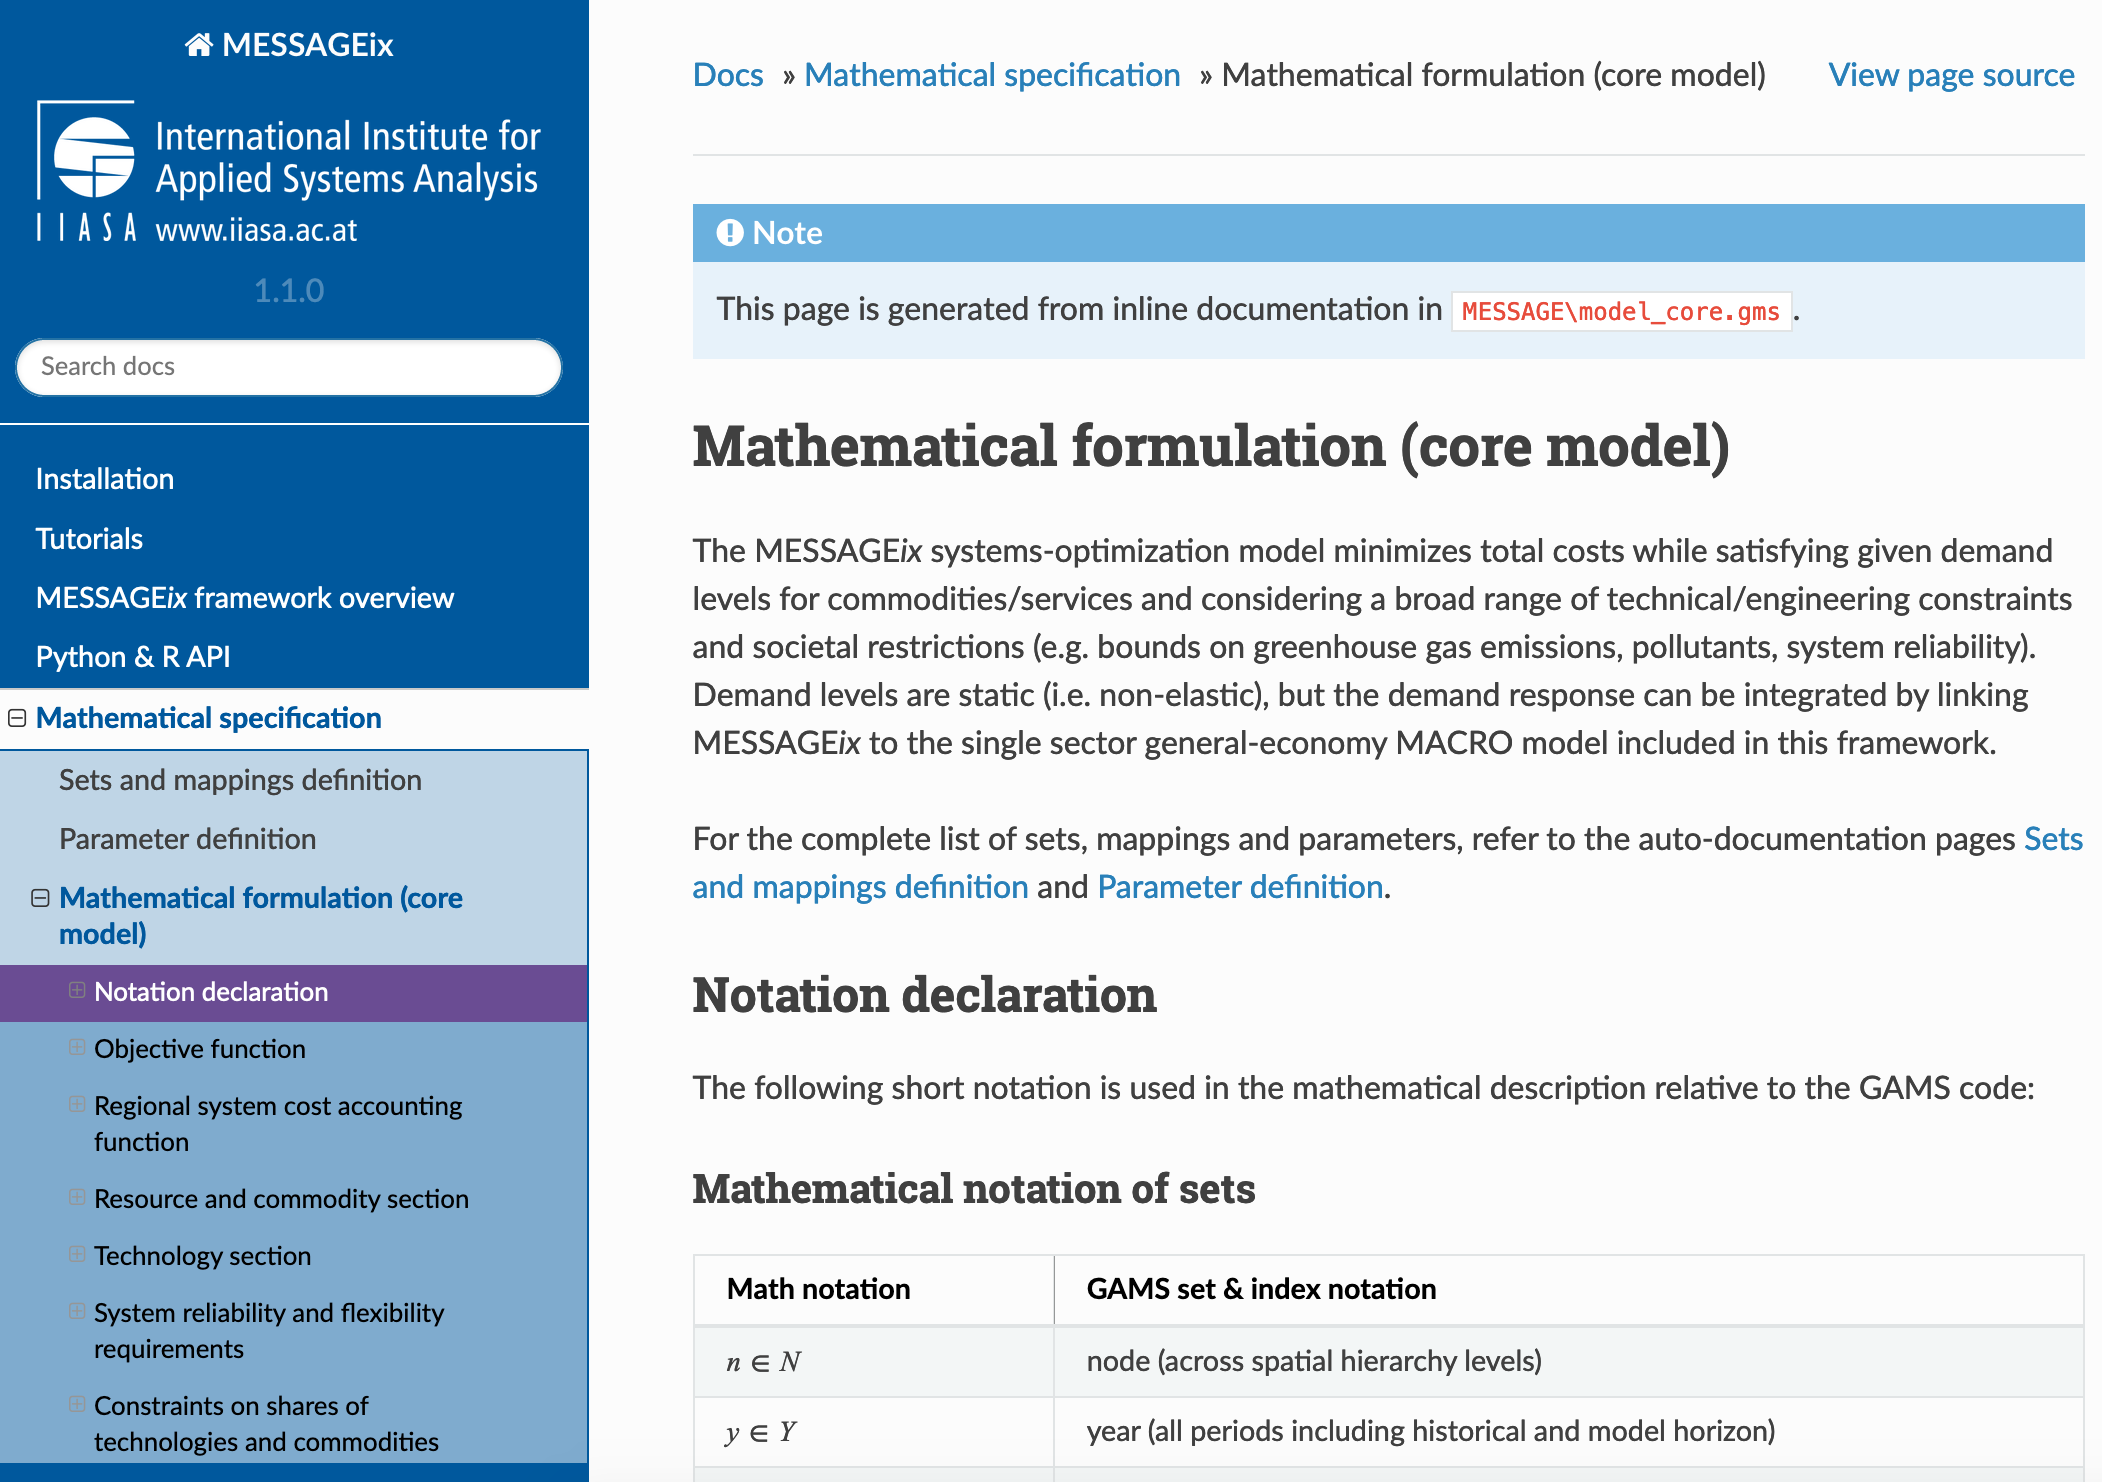 MESSAGEix
International Institute for
Applied Systems Analysis
IIASA www.iiasa.ac.at
1.1.0
Search docs
Installation
Tutorials
MESSAGEix framework overview
Python & R API
Mathematical specification
Sets and mappings definition
Parameter definition
Mathematical formulation (core
model)
Notation declaration
Objective function
Regional system cost accounting
function
Resource and commodity section
Technology section
System reliability and flexibility
requirements
Constraints on shares of
technologies and commodities
Docs » Mathematical specification » Mathematical formulation (core model) View page source
Note
This page is generated from inline documentation in MESSAGE\model_core.gms.
Mathematical formulation (core model)
The MESSAGEix systems-optimization model minimizes total costs while satisfying given demand
levels for commodities/services and considering a broad range of technical/engineering constraints
and societal restrictions (e.g. bounds on greenhouse gas emissions, pollutants, system reliability).
Demand levels are static (i.e. non-elastic), but the demand response can be integrated by linking
MESSAGEix to the single sector general-economy MACRO model included in this framework.
For the complete list of sets, mappings and parameters, refer to the auto-documentation pages Sets
and mappings definition and Parameter definition.
Notation declaration
The following short notation is used in the mathematical description relative to the GAMS code:
Mathematical notation of sets
Math notation GAMS set & index notation
n ∈ N node (across spatial hierarchy levels)
y ∈ Y year (all periods including historical and model horizon)